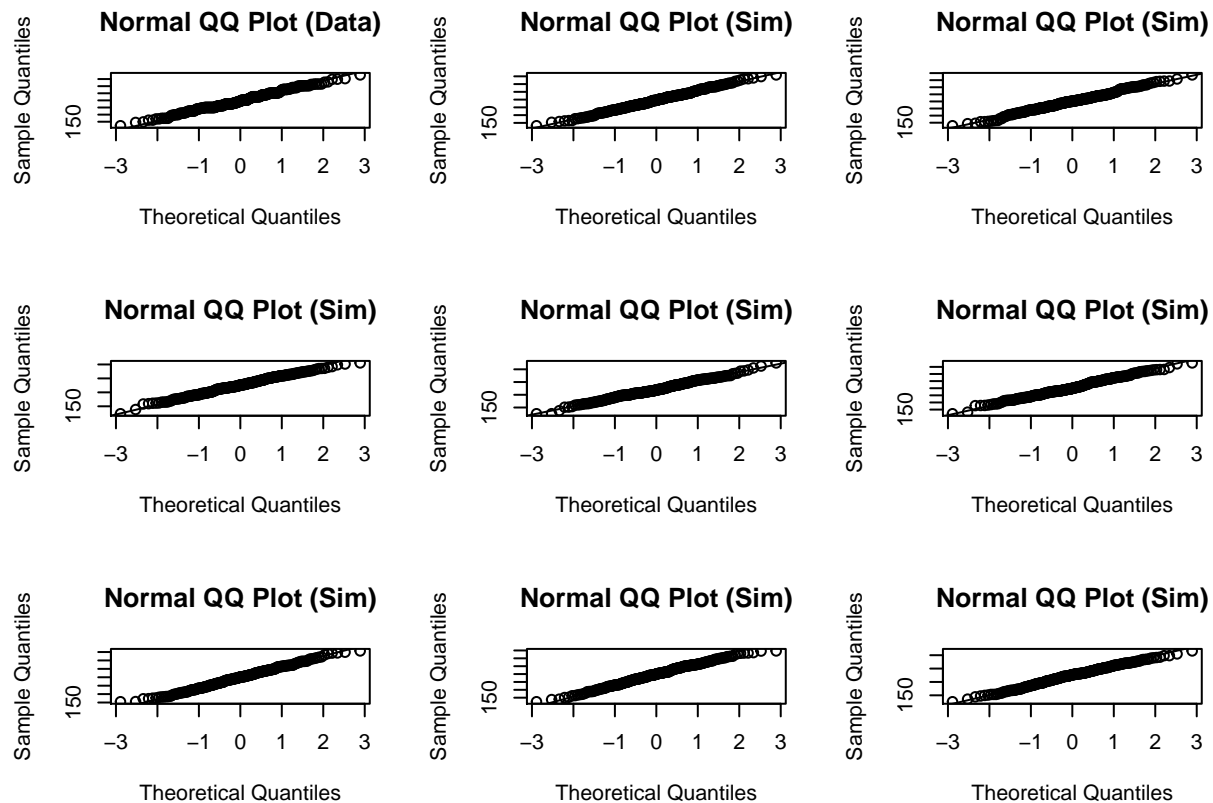 Normal QQ Plot (Data)
Sample Quantiles
150
−3 −1 0 1 2 3
Theoretical Quantiles
Normal QQ Plot (Sim)
Sample Quantiles
150
−3 −1 0 1 2 3
Theoretical Quantiles
Normal QQ Plot (Sim)
Sample Quantiles
150
−3 −1 0 1 2 3
Theoretical Quantiles
Normal QQ Plot (Sim)
Sample Quantiles
150
−3 −1 0 1 2 3
Theoretical Quantiles
Normal QQ Plot (Sim)
Sample Quantiles
150
−3 −1 0 1 2 3
Theoretical Quantiles
Normal QQ Plot (Sim)
Sample Quantiles
150
−3 −1 0 1 2 3
Theoretical Quantiles
Normal QQ Plot (Sim)
Sample Quantiles
150
−3 −1 0 1 2 3
Theoretical Quantiles
Normal QQ Plot (Sim)
Sample Quantiles
150
−3 −1 0 1 2 3
Theoretical Quantiles
Normal QQ Plot (Sim)
Sample Quantiles
150
−3 −1 0 1 2 3
Theoretical Quantiles